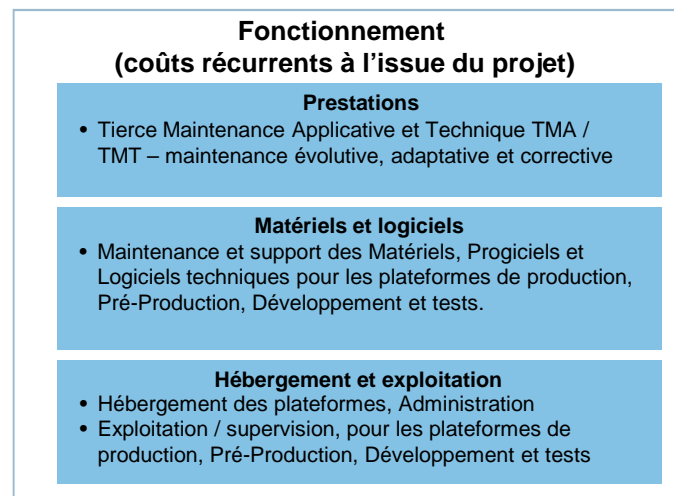 Fonctionnement
(coûts récurrents à l’issue du projet)
Prestations
• Tierce Maintenance Applicative et Technique TMA /
TMT – maintenance évolutive, adaptative et corrective
Matériels et logiciels
• Maintenance et support des Matériels, Progiciels et
Logiciels techniques pour les plateformes de production,
Pré-Production, Développement et tests.
Hébergement et exploitation
• Hébergement des plateformes, Administration
• Exploitation / supervision, pour les plateformes de
production, Pré-Production, Développement et tests